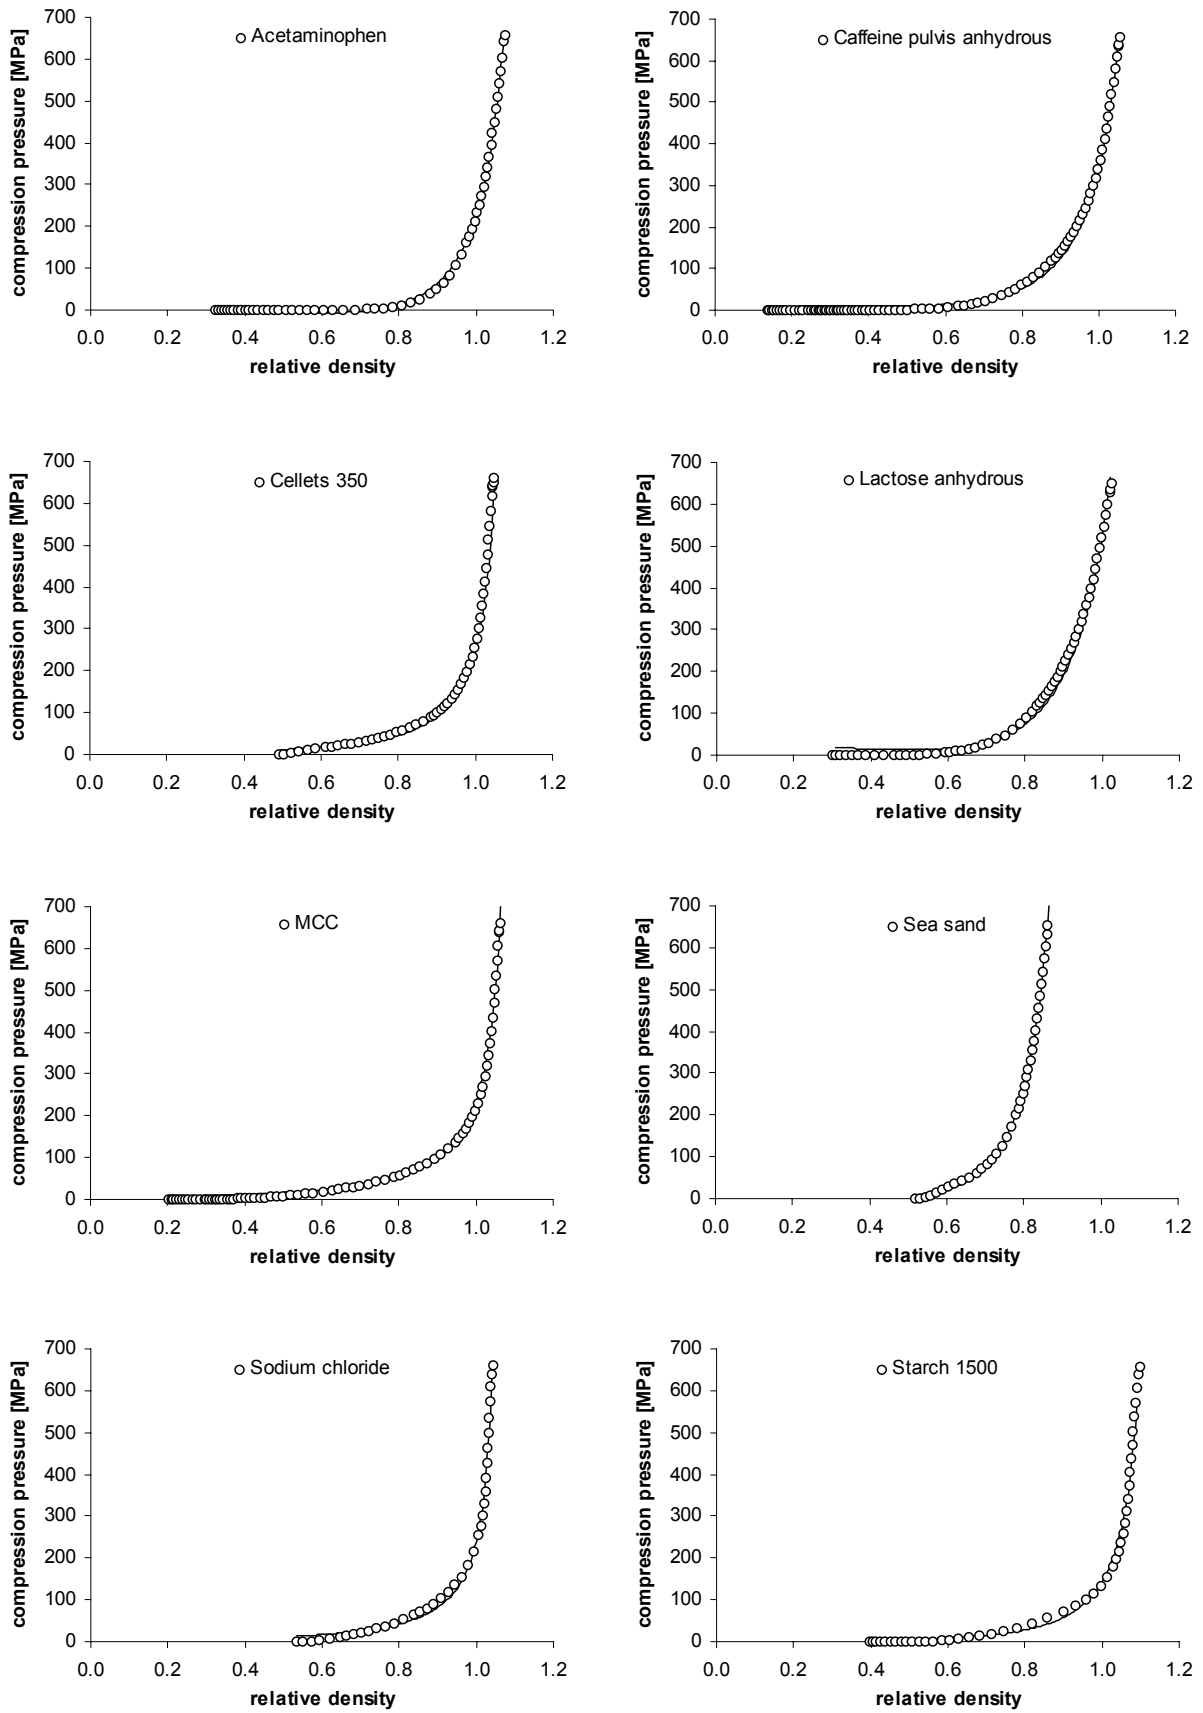 700
600
500
400
300
200
100
0
compression pressure [MPa]
Acetaminophen
0.0 0.2 0.4 0.6 0.8 1.0 1.2
relative density
700
600
500
400
300
200
100
0
compression pressure [MPa]
Caffeine pulvis anhydrous
0.0 0.2 0.4 0.6 0.8 1.0 1.2
relative density
700
600
500
400
300
200
100
0
compression pressure [MPa]
Cellets 350
0.0 0.2 0.4 0.6 0.8 1.0 1.2
relative density
700
600
500
400
300
200
100
0
compression pressure [MPa]
Lactose anhydrous
0.0 0.2 0.4 0.6 0.8 1.0 1.2
relative density
700
600
500
400
300
200
100
0
compression pressure [MPa]
MCC
0.0 0.2 0.4 0.6 0.8 1.0 1.2
relative density
700
600
500
400
300
200
100
0
compression pressure [MPa]
Sea sand
0.0 0.2 0.4 0.6 0.8 1.0 1.2
relative density
700
600
500
400
300
200
100
0
compression pressure [MPa]
Sodium chloride
0.0 0.2 0.4 0.6 0.8 1.0 1.2
relative density
700
600
500
400
300
200
100
0
compression pressure [MPa]
Starch 1500
0.0 0.2 0.4 0.6 0.8 1.0 1.2
relative density